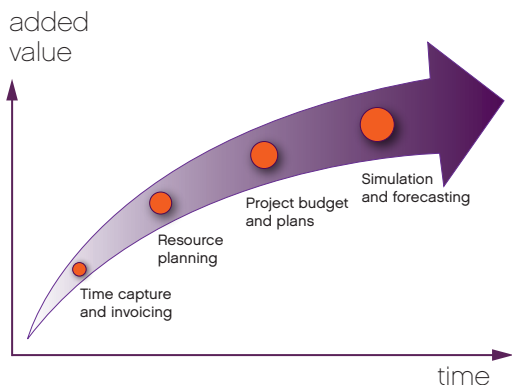 added
value
Simulation
and forecasting
Project budget
and plans
Resource
planning
Time capture
and invoicing
time